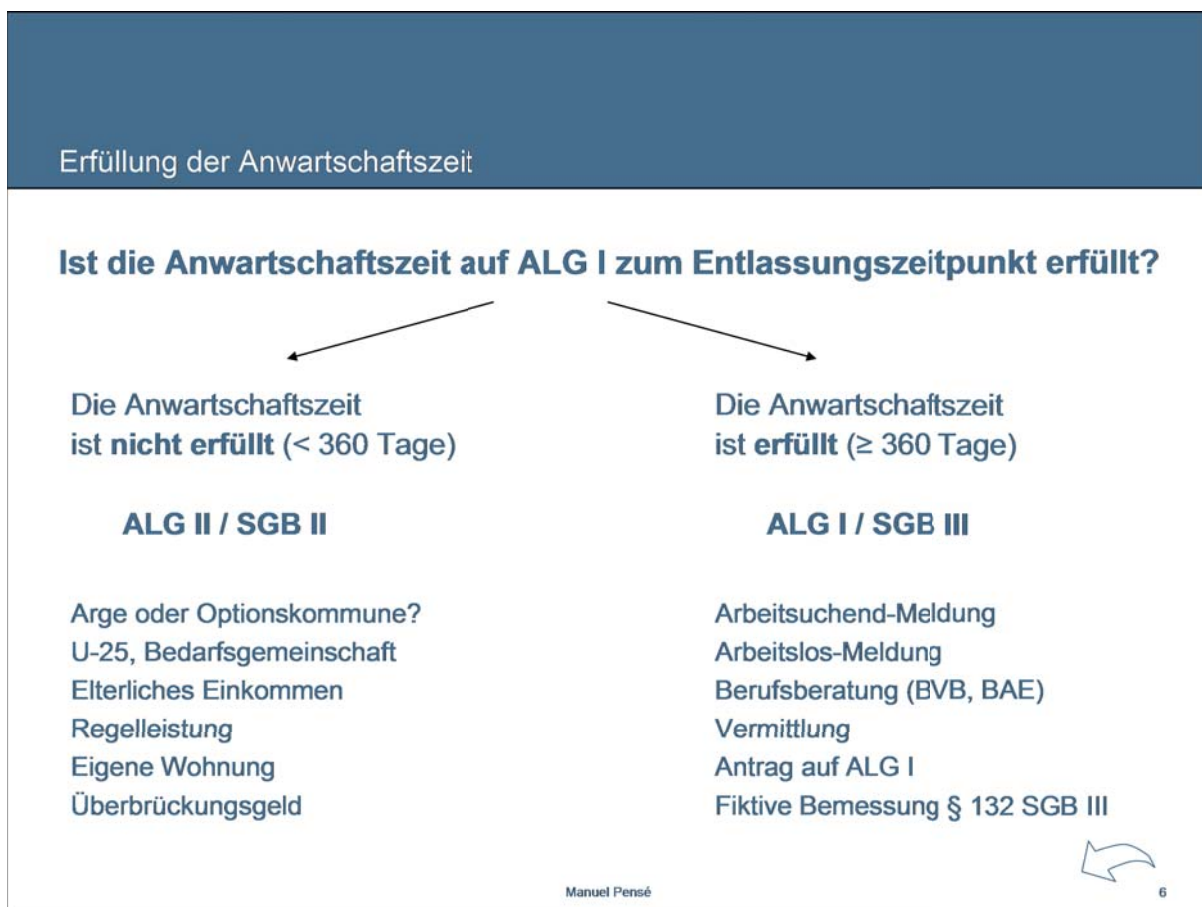 Erfüllung der Anwartschaftszeit
Ist die Anwartschaftszeit auf ALG I zum Entlassungszeitpunkt erfüllt?
Die Anwartschaftszeit
ist nicht erfüllt (< 360 Tage)
ALG II / SGB II
Arge oder Optionskommune?
U-25, Bedarfsgemeinschaft
Elterliches Einkommen
Regelleistung
Eigene Wohnung
Überbrückungsgeld
Die Anwartschaftszeit
ist erfüllt (≥ 360 Tage)
ALG I / SGB III
Arbeitsuchend-Meldung
Arbeitslos-Meldung
Berufsberatung (BVB, BAE)
Vermittlung
Antrag auf ALG I
Fiktive Bemessung § 132 SGB III
Manuel Pensé
6